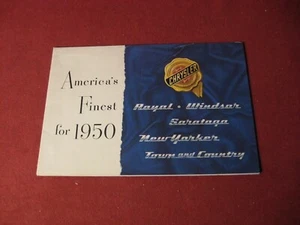 America's
Finest
for 1950
CHRYSLER
Royal • Windsor
Saratoga
New Yorker
Town and Country